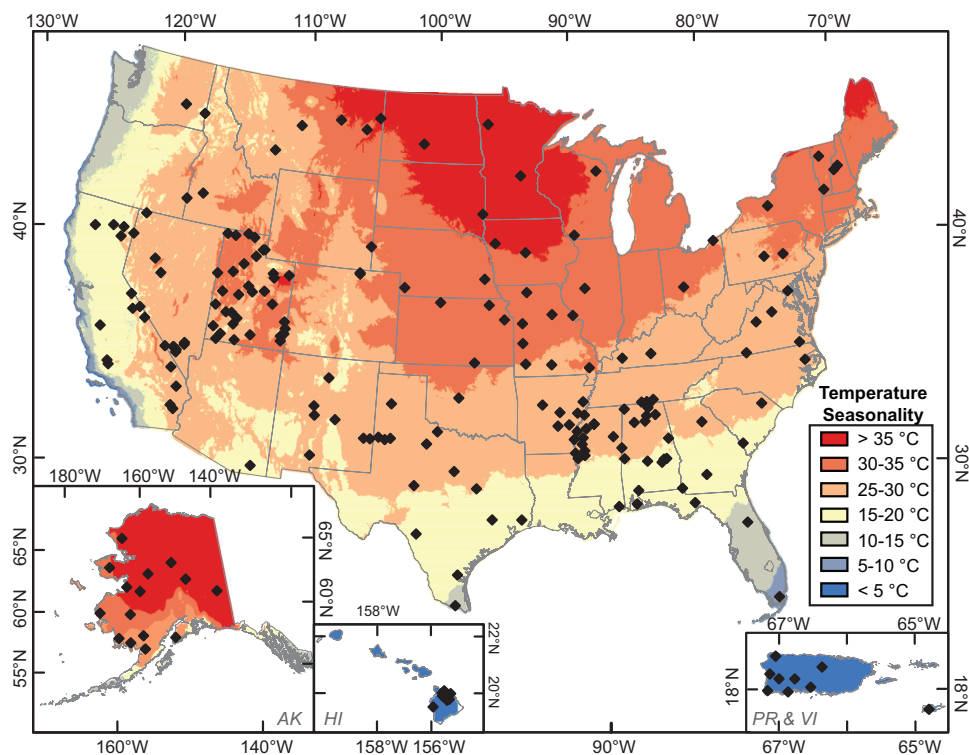 130°W 120°W 110°W 100°W 90°W 80°W 70°W
40°N 40°N
30°N 30°N
Temperature
Seasonality
> 35 °C
30-35 °C
25-30 °C
15-20 °C
10-15 °C
5-10 °C
< 5 °C
180°W 160°W 140°W
65°N 65°N
60°N 60°N
55°N
AK
158°W
22°N
20°N
HI
67°W 65°W
18°N 18°N
PR & VI
160°W 140°W 158°W 156°W 90°W 67°W 65°W